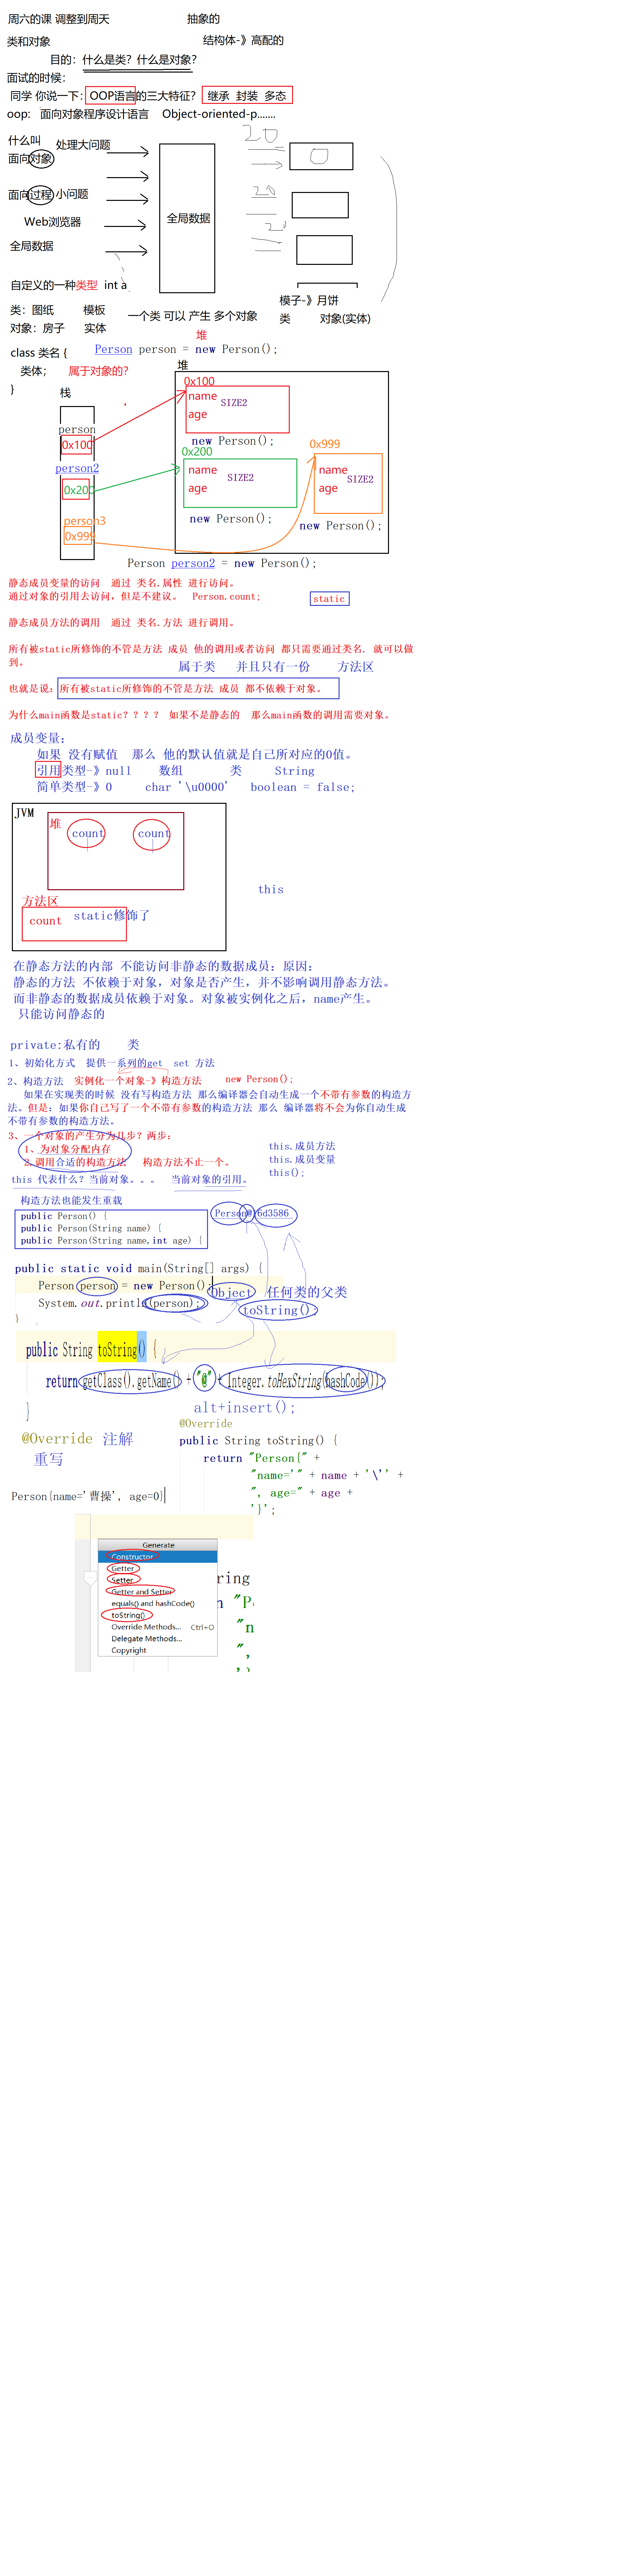 周六的课 调整到周天 抽象的
类和对象 结构体-》高配的
目的：什么是类？什么是对象？
面试的时候：
同学 你说一下：OOP语言的三大特征？ 继承 封装 多态
oop: 面向对象程序设计语言 Object-oriented-p.......
什么叫
面向对象 处理大问题
面向过程 小问题
Web浏览器
全局数据
全局数据
自定义的一种类型 int a
类：图纸 模板
对象：房子 实体
一个类 可以 产生 多个对象
模子-》月饼
类 对象(实体)
堆
class 类名 {
类体；
}
属于对象的？
Person person = new Person();
栈
堆
person
0x100
person2
0x200
person3
0x999
0x100
name
age
SIZE2
new Person();
0x200
name
age
SIZE2
new Person();
0x999
name
age
SIZE2
new Person();
Person person2 = new Person();
静态成员变量的访问 通过 类名.属性 进行访问。
通过对象的引用去访问，但是不建议。 Person.count;
static
静态成员方法的调用 通过 类名.方法 进行调用。
所有被static所修饰的不管是方法 成员 他的调用或者访问 都只需要通过类名. 就可以做
到。
属于类 并且只有一份 方法区
也就是说：所有被static所修饰的不管是方法 成员 都不依赖于对象。
为什么main函数是static？？？？ 如果不是静态的 那么main函数的调用需要对象。
成员变量：
如果 没有赋值 那么 他的默认值就是自己所对应的0值。
引用类型-》null 数组 类 String
简单类型-》0 char '\u0000' boolean = false;
JVM
堆
count count
方法区
count static修饰了
this
在静态方法的内部 不能访问非静态的数据成员：原因：
静态的方法 不依赖于对象，对象是否产生，并不影响调用静态方法。
而非静态的数据成员依赖于对象。对象被实例化之后，name产生。
只能访问静态的
private:私有的 类
1、初始化方式 提供一系列的get set 方法
2、构造方法 实例化一个对象-》构造方法 new Person();
如果在实现类的时候 没有写构造方法 那么编译器会自动生成一个不带有参数的构造方
法。但是：如果你自己写了一个不带有参数的构造方法 那么 编译器将不会为你自动生成
不带有参数的构造方法。
3、一个对象的产生分为几步？两步：
1、为对象分配内存
2.调用合适的构造方法 构造方法不止一个。
this.成员方法
this.成员变量
this();
this 代表什么？当前对象。。。 当前对象的引用。
构造方法也能发生重载
public Person() {
public Person(String name) {
public Person(String name,int age) {
Person@ 6d3586
public static void main(String[] args) {
Person person = new Person();
System.out.println(person);
}
Object 任何类的父类
toString();
public String toString() {
return getClass().getName() + "@" + Integer.toHexString(hashCode());
}
alt+insert();
@Override 注解
重写
@Override
public String toString() {
return "Person{" +
"name='" + name + '\'' +
", age=" + age +
'}';
Person{name='曹操', age=0}
Generate
Constructor
Getter
Setter
Getter and Setter
equals() and hashCode()
toString()
Override Methods... Ctrl+O
Delegate Methods...
Copyright